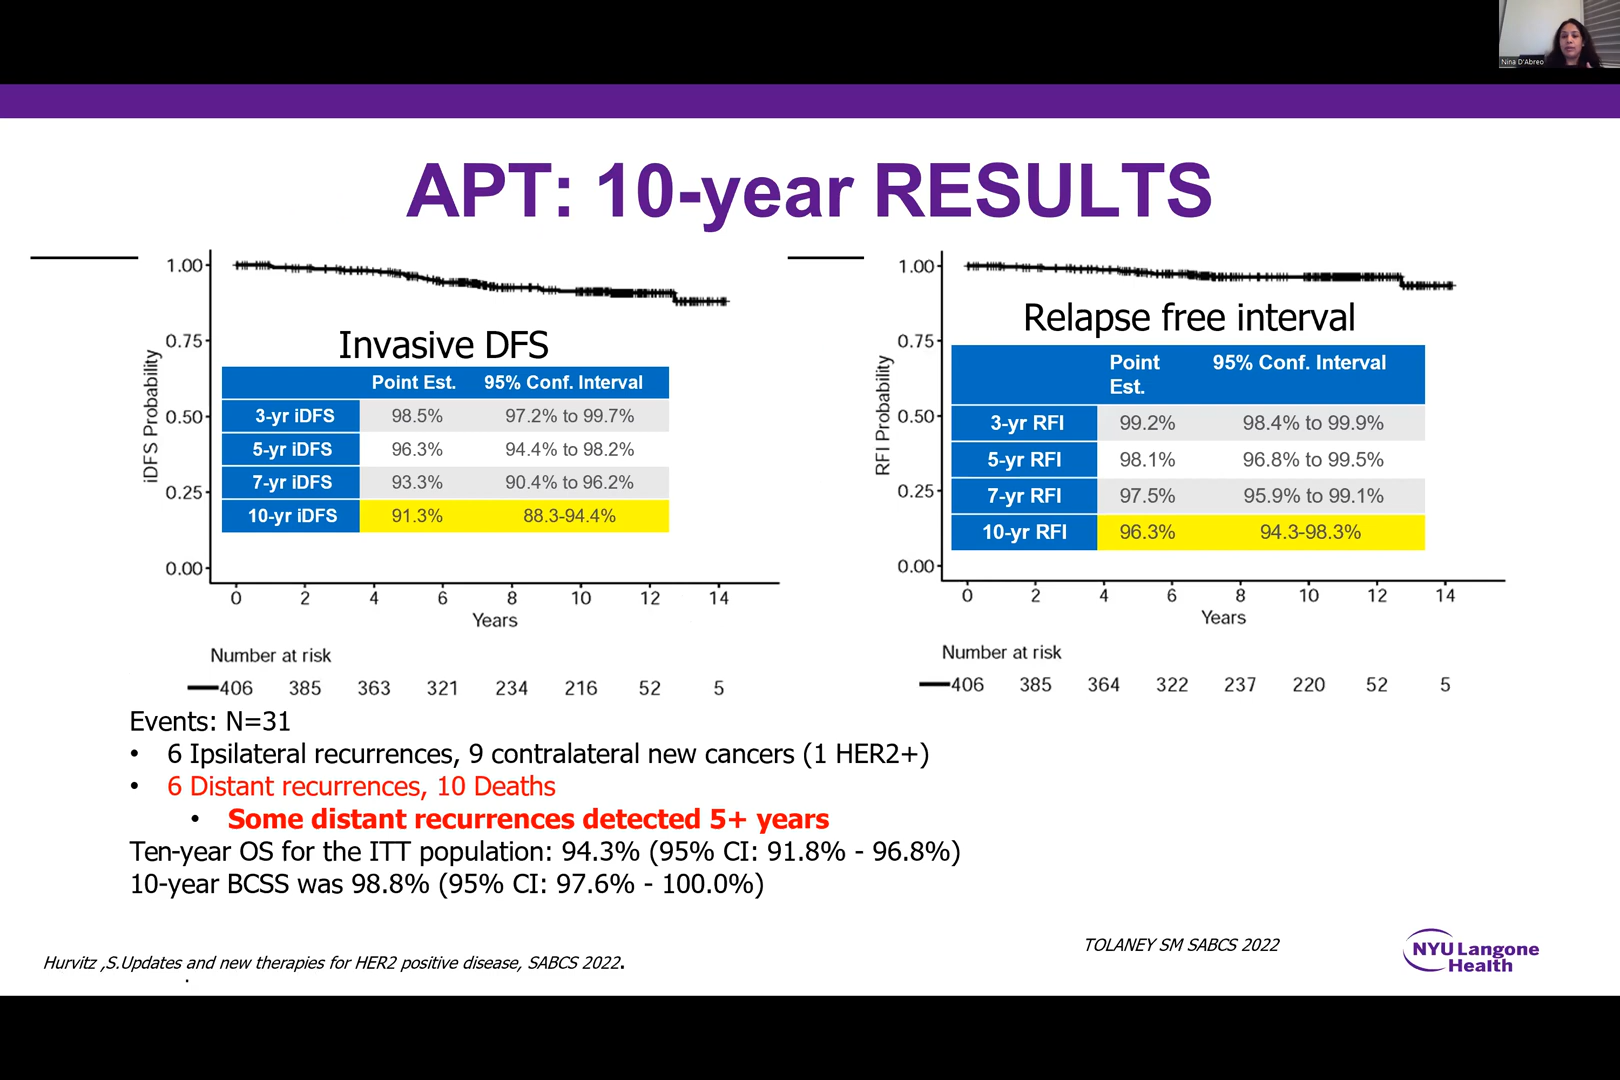 Nina D'Abreo
APT: 10-year RESULTS
1.00
0.75
0.50
0.25
0.00
iDFS Probability
Invasive DFS
Point Est. 95% Conf. Interval
3-yr iDFS 98.5% 97.2% to 99.7%
5-yr iDFS 96.3% 94.4% to 98.2%
7-yr iDFS 93.3% 90.4% to 96.2%
10-yr iDFS 91.3% 88.3-94.4%
0 2 4 6 8 10 12 14
Years
Number at risk
406 385 363 321 234 216 52 5
1.00
0.75
0.50
0.25
0.00
RFI Probability
Relapse free interval
Point Est. 95% Conf. Interval
3-yr RFI 99.2% 98.4% to 99.9%
5-yr RFI 98.1% 96.8% to 99.5%
7-yr RFI 97.5% 95.9% to 99.1%
10-yr RFI 96.3% 94.3-98.3%
0 2 4 6 8 10 12 14
Years
Number at risk
406 385 364 322 237 220 52 5
Events: N=31
• 6 Ipsilateral recurrences, 9 contralateral new cancers (1 HER2+)
• 6 Distant recurrences, 10 Deaths
• Some distant recurrences detected 5+ years
Ten-year OS for the ITT population: 94.3% (95% CI: 91.8% - 96.8%)
10-year BCSS was 98.8% (95% CI: 97.6% - 100.0%)
TOLANEY SM SABCS 2022
Hurvitz ,S.Updates and new therapies for HER2 positive disease, SABCS 2022.
.
NYU Langone
Health